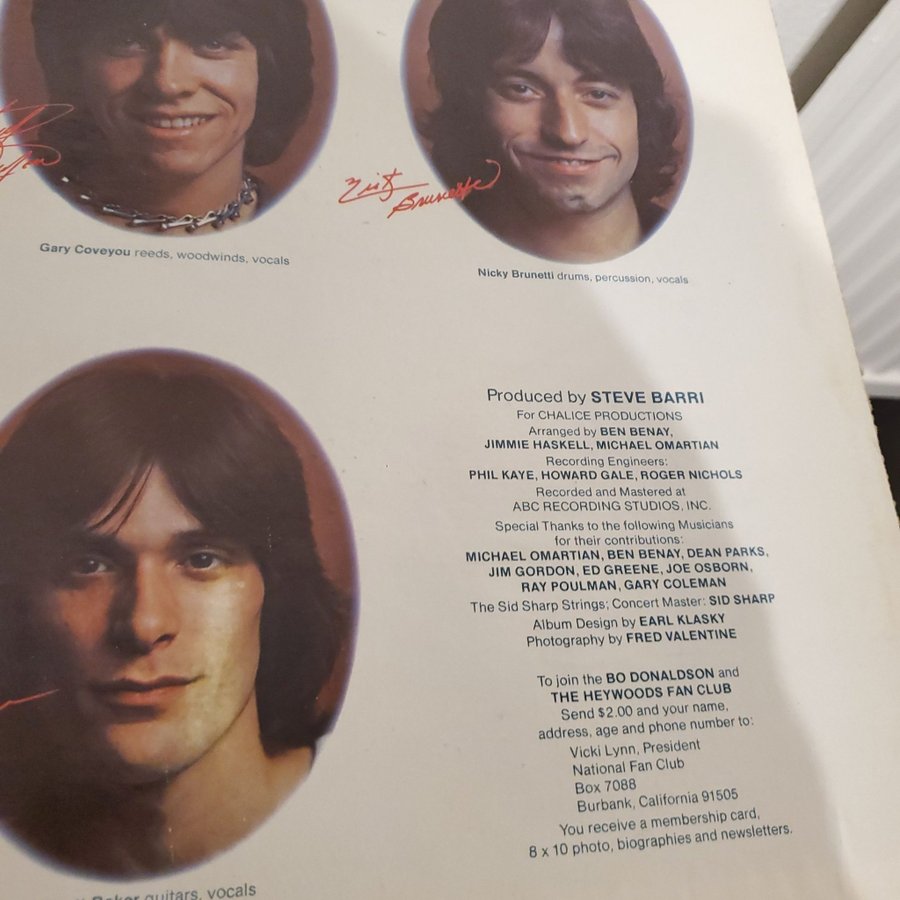 Gary Coveyou reeds, woodwinds, vocals
Nicky Brunetti
Nicky Brunetti drums, percussion, vocals
Produced by STEVE BARRI
For CHALICE PRODUCTIONS
Arranged by BEN BENAY,
JIMMIE HASKELL, MICHAEL OMARTIAN
Recording Engineers:
PHIL KAYE, HOWARD GALE, ROGER NICHOLS
Recorded and Mastered at
ABC RECORDING STUDIOS, INC.
Special Thanks to the following Musicians
for their contributions:
MICHAEL OMARTIAN, BEN BENAY, DEAN PARKS,
JIM GORDON, ED GREENE, JOE OSBORN,
RAY POULMAN, GARY COLEMAN
The Sid Sharp Strings; Concert Master: SID SHARP
Album Design by EARL KLASKY
Photography by FRED VALENTINE
To join the BO DONALDSON and
THE HEYWOODS FAN CLUB
Send $2.00 and your name,
address, age and phone number to:
Vicki Lynn, President
National Fan Club
Box 7088
Burbank, California 91505
You receive a membership card,
8 x 10 photo, biographies and newsletters.
Baker guitars, vocals